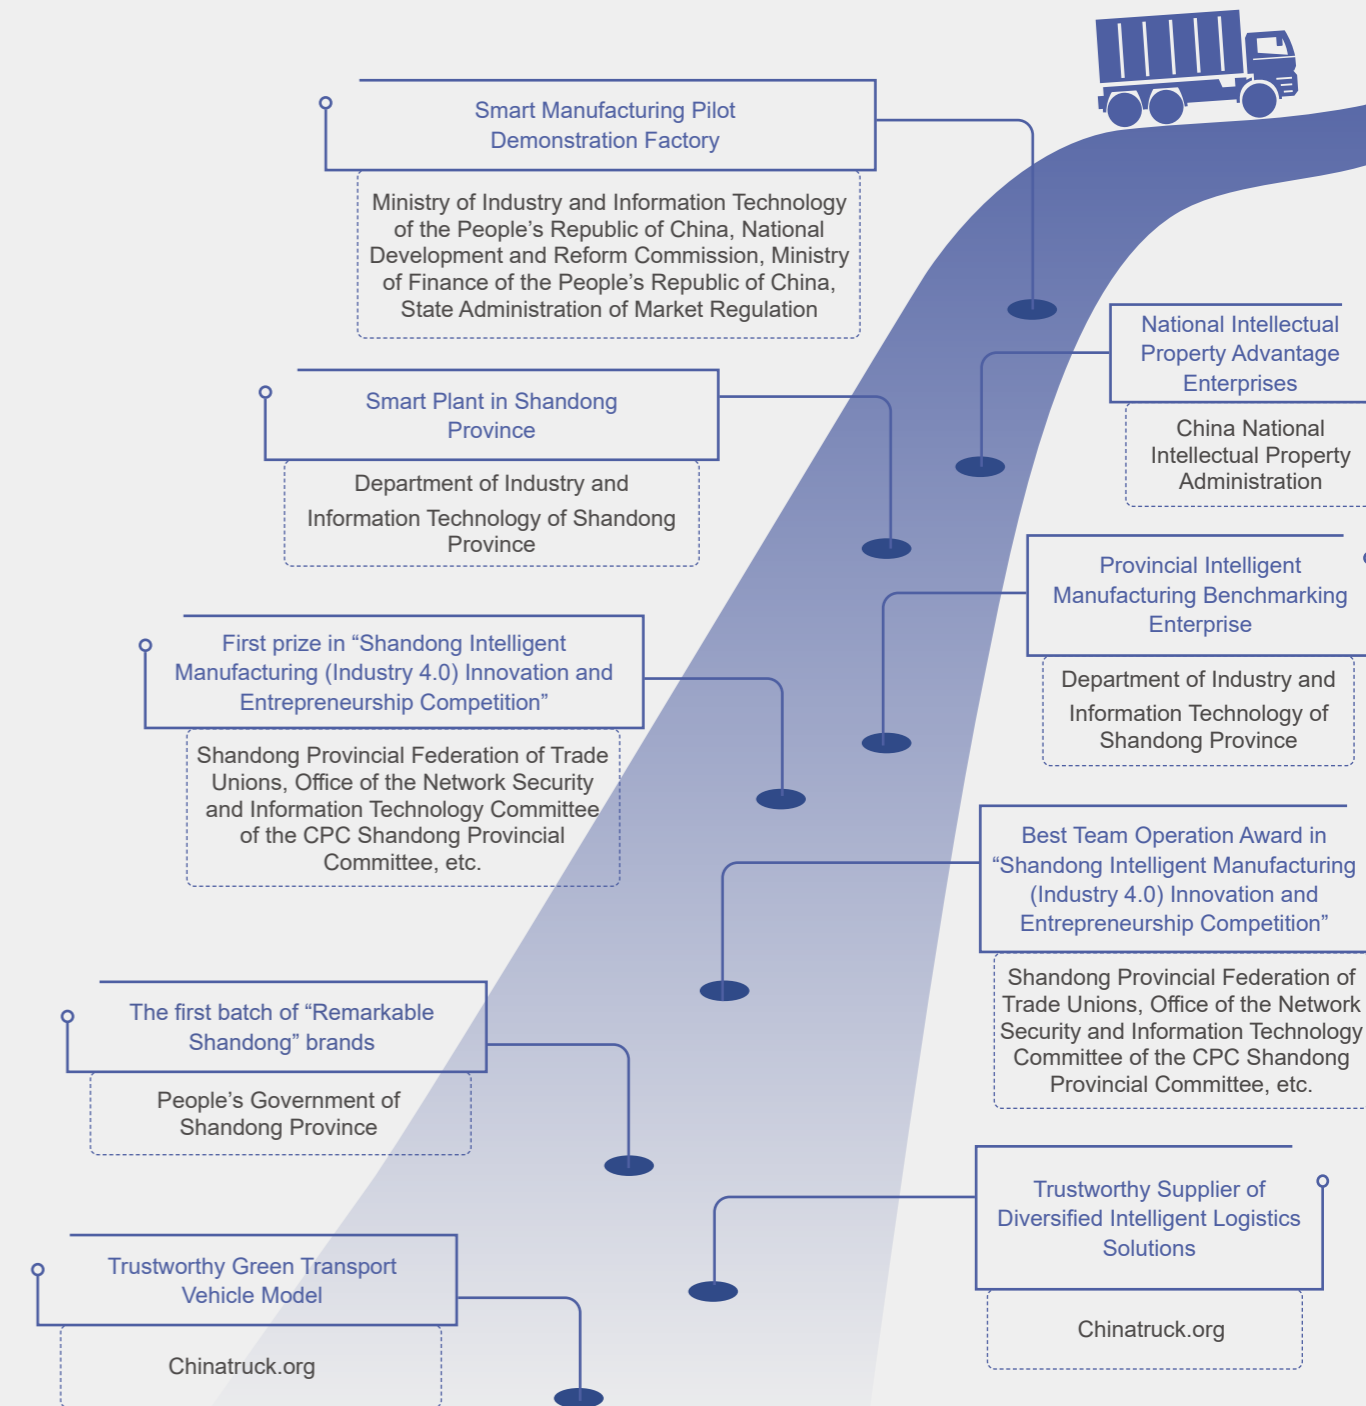 Smart Manufacturing Pilot
Demonstration Factory
Ministry of Industry and Information Technology
of the People’s Republic of China, National
Development and Reform Commission, Ministry
of Finance of the People’s Republic of China,
State Administration of Market Regulation
National Intellectual
Property Advantage
Enterprises
China National
Intellectual Property
Administration
Smart Plant in Shandong
Province
Department of Industry and
Information Technology of Shandong
Province
Provincial Intelligent
Manufacturing Benchmarking
Enterprise
Department of Industry and
Information Technology of
Shandong Province
First prize in “Shandong Intelligent
Manufacturing (Industry 4.0) Innovation and
Entrepreneurship Competition”
Shandong Provincial Federation of Trade
Unions, Office of the Network Security
and Information Technology Committee
of the CPC Shandong Provincial
Committee, etc.
Best Team Operation Award in
“Shandong Intelligent Manufacturing
(Industry 4.0) Innovation and
Entrepreneurship Competition”
Shandong Provincial Federation of
Trade Unions, Office of the Network
Security and Information Technology
Committee of the CPC Shandong
Provincial Committee, etc.
The first batch of “Remarkable
Shandong” brands
People’s Government of
Shandong Province
Trustworthy Supplier of
Diversified Intelligent Logistics
Solutions
Chinatruck.org
Trustworthy Green Transport
Vehicle Model
Chinatruck.org